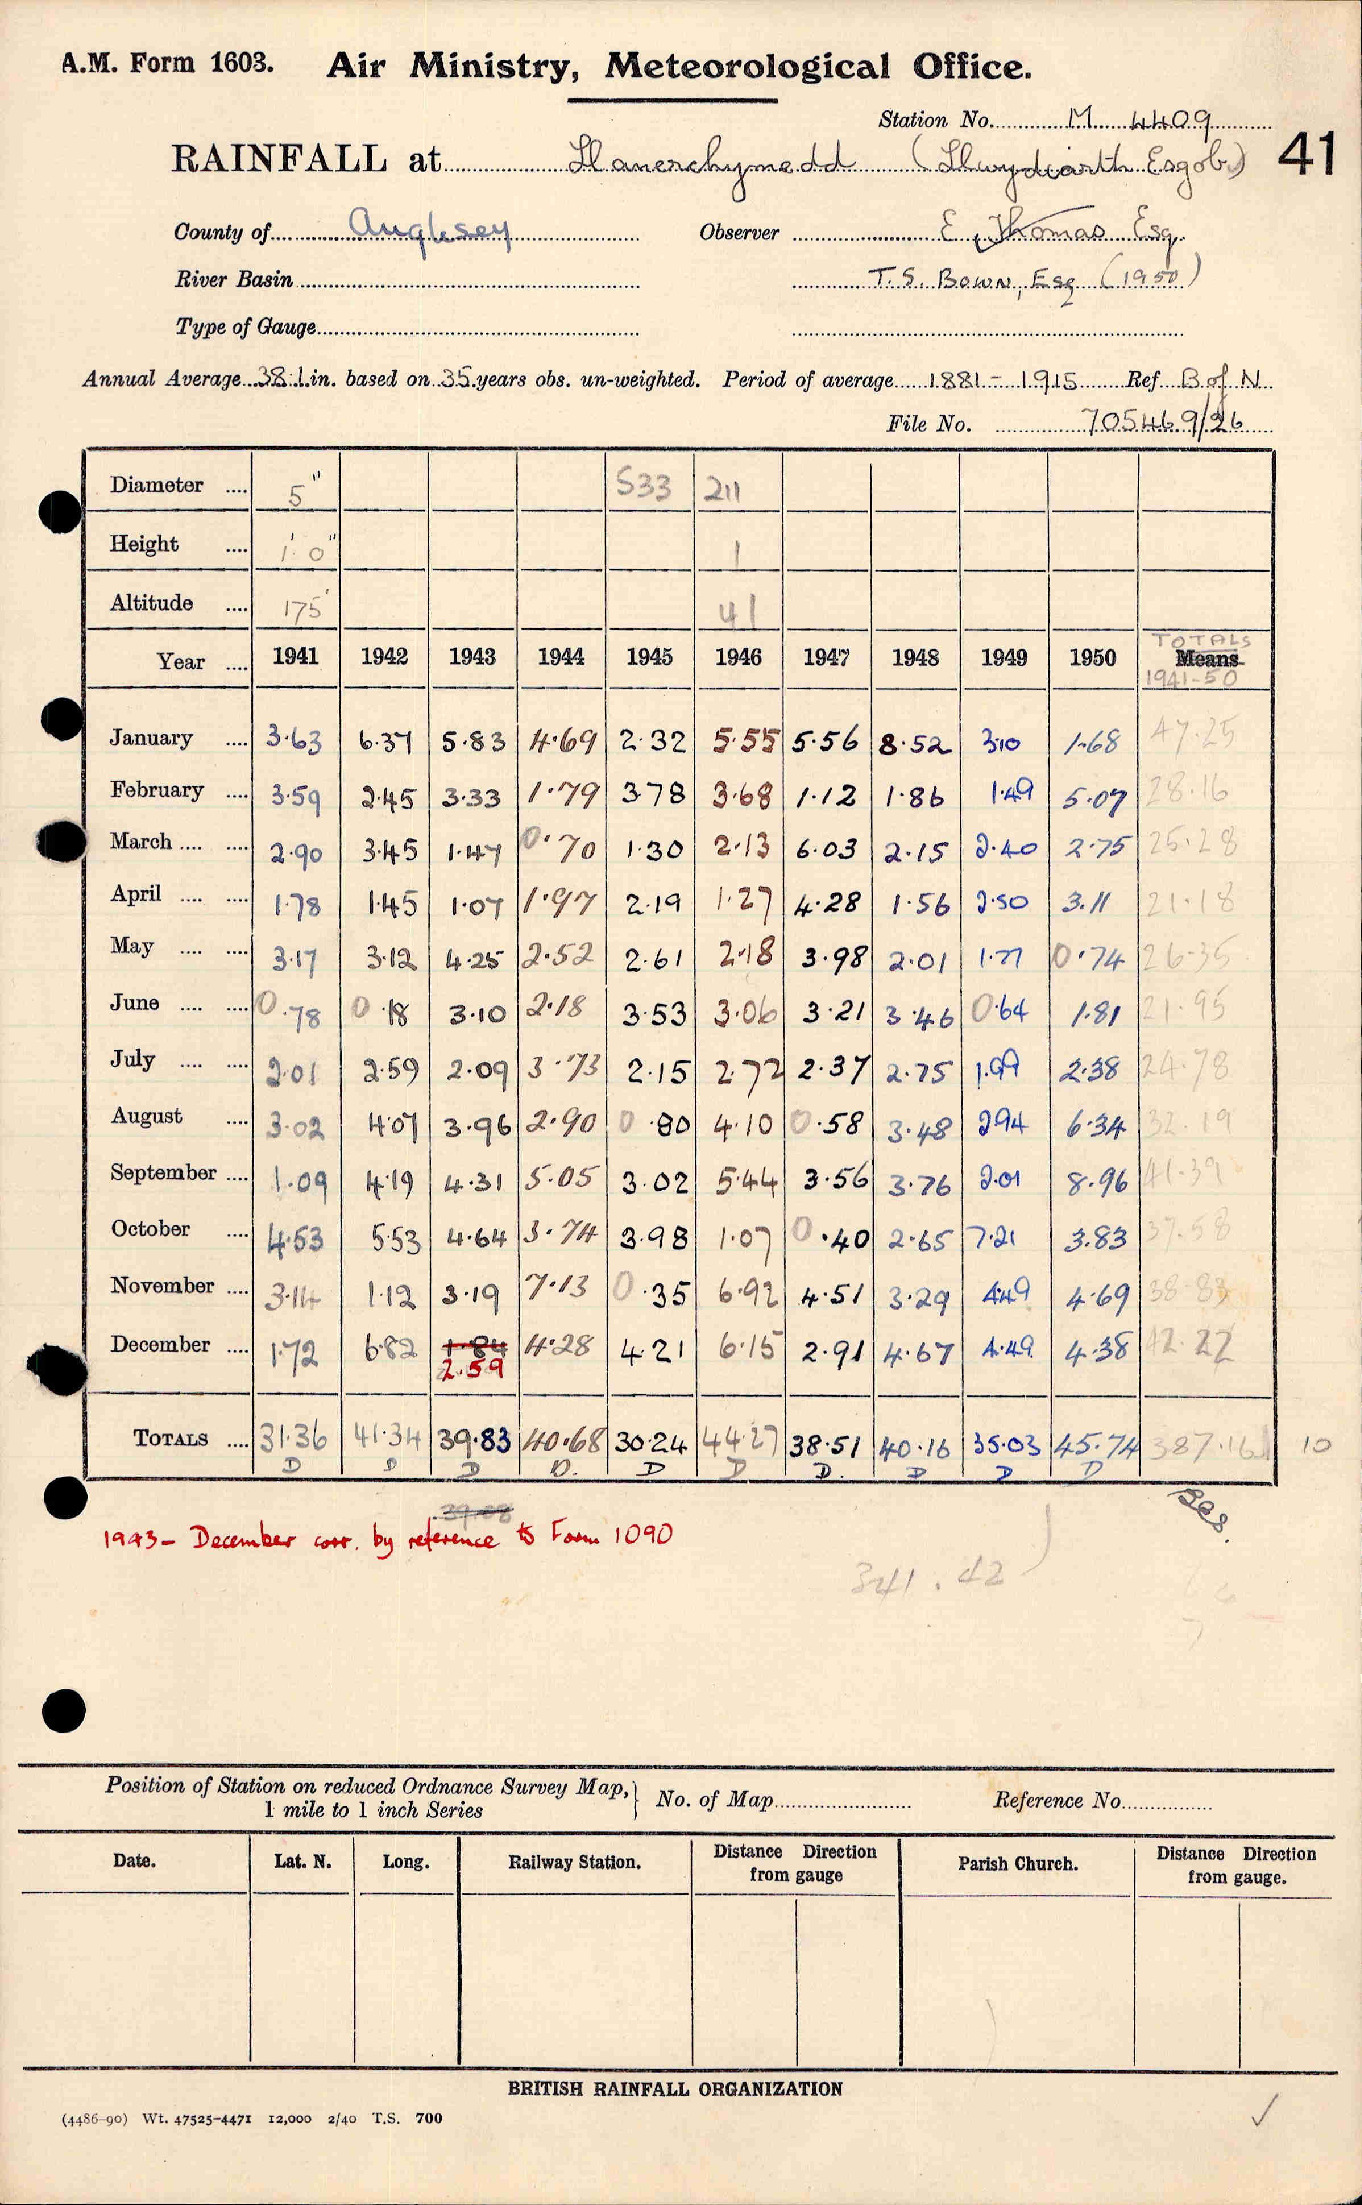 A.M. Form 1603. Air Ministry, Meteorological Office.
Station No. M 4409
RAINFALL at Llanerchymedd (Llwydiarth Esgob) 41
County of Anglesey Observer E. Thomas Esq.
River Basin T.S. Bown, Esq (1950)
Type of Gauge
Annual Average 38.1 in. based on 35 years obs. un-weighted. Period of average 1881 - 1915 Ref B of N
File No. 705469/26
Diameter .... 5" 533 211
Height .... 1' 0" 1
Altitude .... 175' 41
TOTALS
Year .... 1941 1942 1943 1944 1945 1946 1947 1948 1949 1950 Means
1941-50
January .... 3.63 6.37 5.83 4.69 2.32 5.55 5.56 8.52 3.10 1.68 47.25
February .... 3.59 2.45 3.33 1.79 3.78 3.68 1.12 1.86 1.49 5.07 28.16
March .... .... 2.90 3.45 1.47 0.70 1.30 2.13 6.03 2.15 2.40 2.75 25.28
April .... .... 1.78 1.45 1.07 1.97 2.19 1.27 4.28 1.56 2.50 3.11 21.18
May .... .... 3.17 3.12 4.25 2.52 2.61 2.18 3.98 2.01 1.77 0.74 26.35
June .... .... 0.78 0.18 3.10 2.18 3.53 3.06 3.21 3.46 0.64 1.81 21.95
July .... .... 2.01 2.59 2.09 3.73 2.15 2.72 2.37 2.75 1.99 2.38 24.78
August .... 3.02 4.07 3.96 2.90 0.80 4.10 0.58 3.48 2.94 6.34 32.19
September .... 1.09 4.19 4.31 5.05 3.02 5.44 3.56 3.76 2.01 8.96 41.39
October .... 4.53 5.53 4.64 3.74 3.98 1.07 0.40 2.65 7.21 3.83 37.58
November .... 3.14 1.12 3.19 7.13 0.35 6.92 4.51 3.29 4.49 4.69 38.83
December .... 1.72 6.82 1.84 4.28 4.21 6.15 2.91 4.67 4.49 4.38 42.22
2.59
TOTALS .... 31.36 41.34 39.83 40.68 30.24 44.27 38.51 40.16 35.03 45.74 387.16 10
D D D D. D D D. D D D
39.08
1943 - December corr. by reference to Form 1090
341.42
Position of Station on reduced Ordnance Survey Map, No. of Map Reference No.
1 mile to 1 inch Series
Date. Lat. N. Long. Railway Station. Distance Direction from gauge Parish Church. Distance Direction from gauge.
BRITISH RAINFALL ORGANIZATION
(4486-90) Wt. 47525-4471 12,000 2/40 T.S. 700